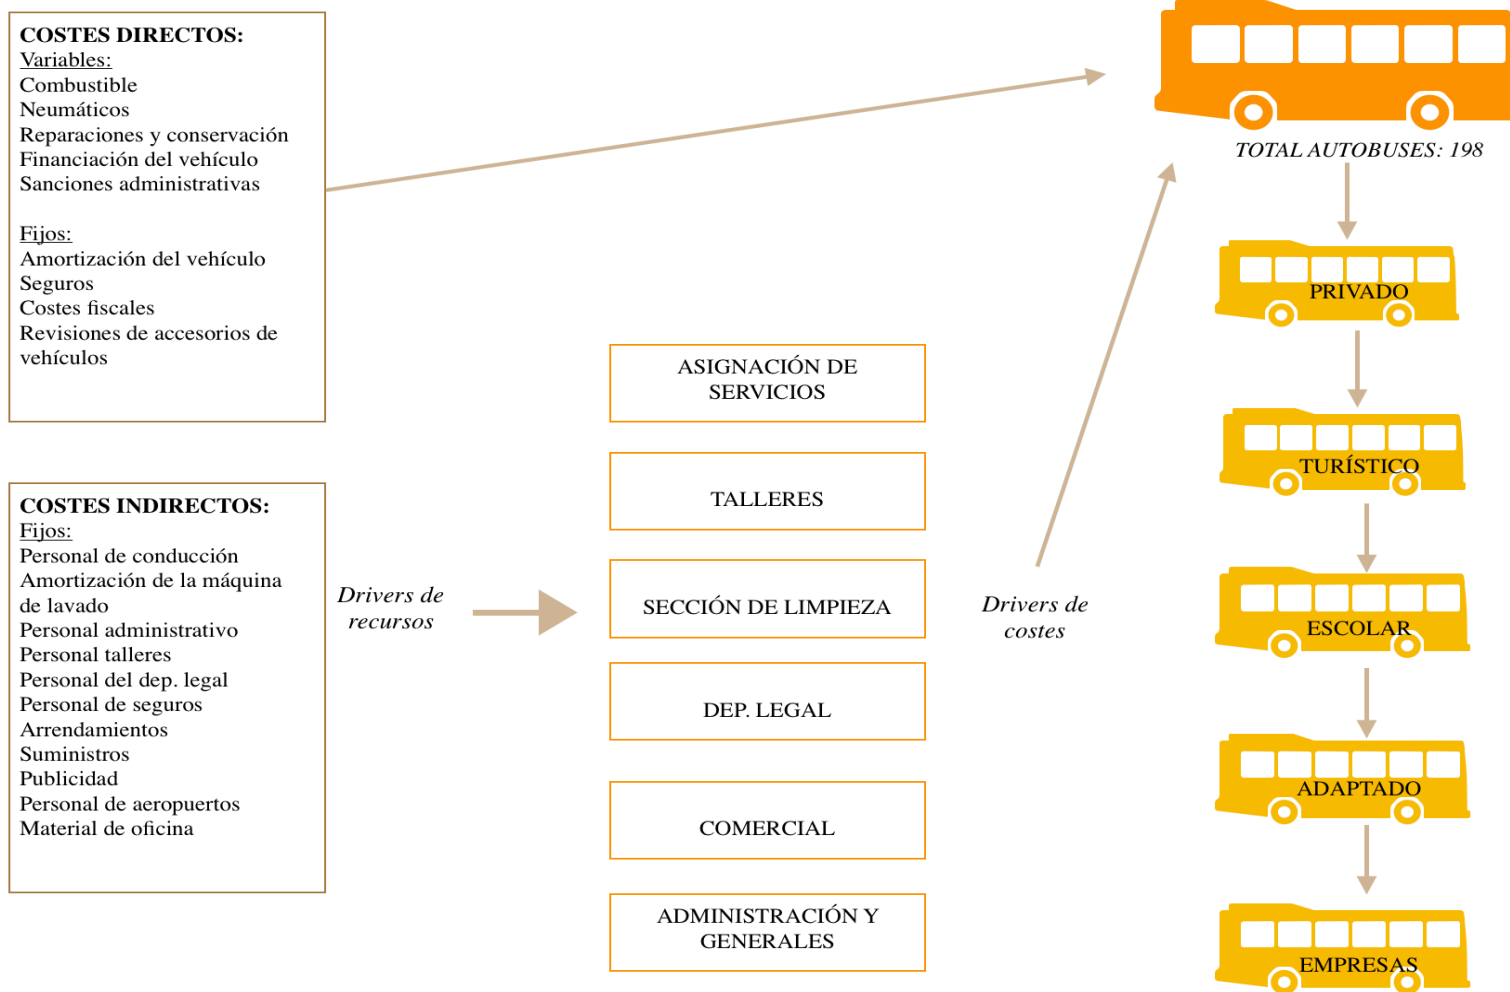 COSTES DIRECTOS:
Variables:
Combustible
Neumáticos
Reparaciones y conservación
Financiación del vehículo
Sanciones administrativas
Fijos:
Amortización del vehículo
Seguros
Costes fiscales
Revisiones de accesorios de
vehículos
COSTES INDIRECTOS:
Fijos:
Personal de conducción
Amortización de la máquina
de lavado
Personal administrativo
Personal talleres
Personal del dep. legal
Personal de seguros
Arrendamientos
Suministros
Publicidad
Personal de aeropuertos
Material de oficina
Drivers de
recursos
ASIGNACIÓN DE
SERVICIOS
TALLERES
SECCIÓN DE LIMPIEZA
DEP. LEGAL
COMERCIAL
ADMINISTRACIÓN Y
GENERALES
Drivers de
costes
TOTAL AUTOBUSES: 198
PRIVADO
TURÍSTICO
ESCOLAR
ADAPTADO
EMPRESAS